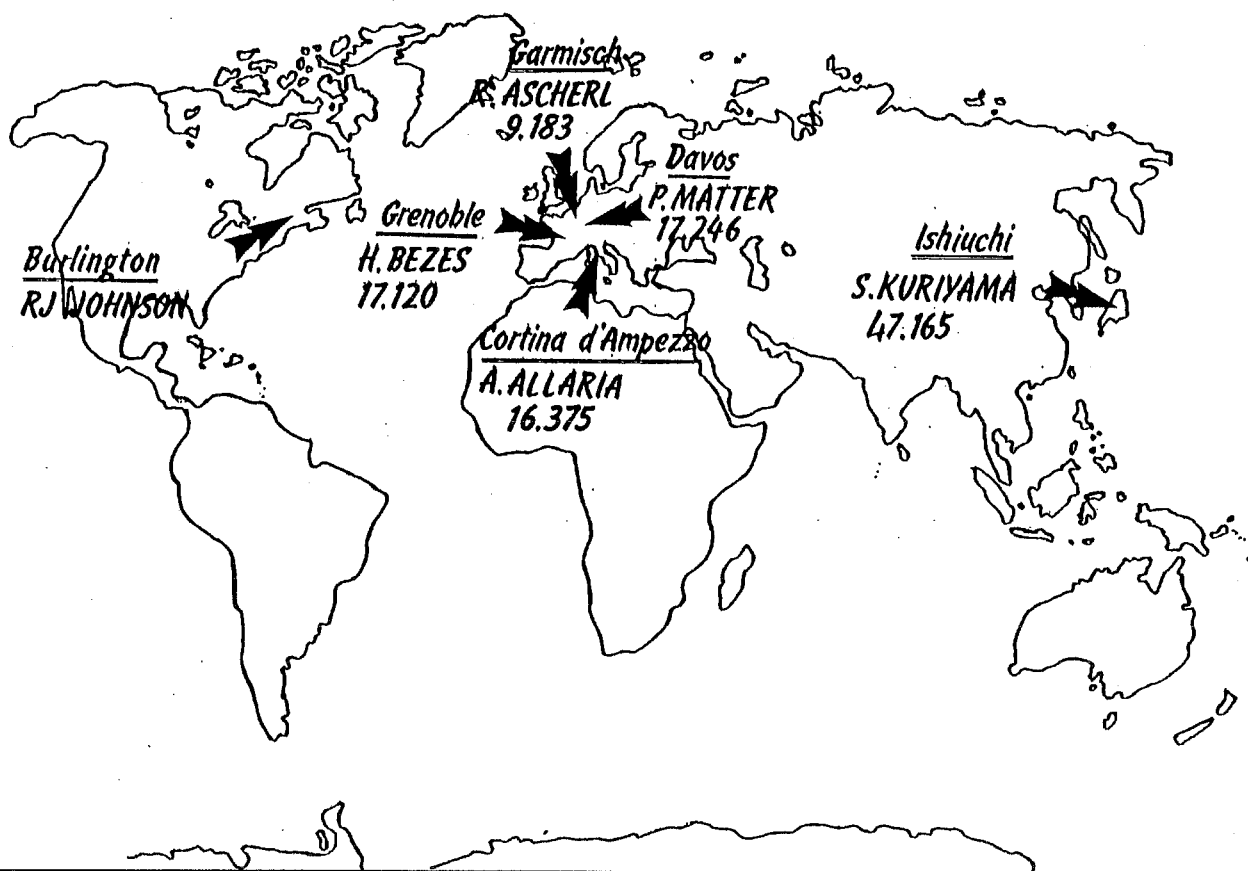 Garmisch
R. ASCHERL
9.183
Davos
P. MATTER
17.246
Grenoble
H. BEZES
17.120
Ishiuchi
S. KURIYAMA
47.165
Burlington
RJ JOHNSON
Cortina d'Ampezzo
A. ALLARIA
16.375